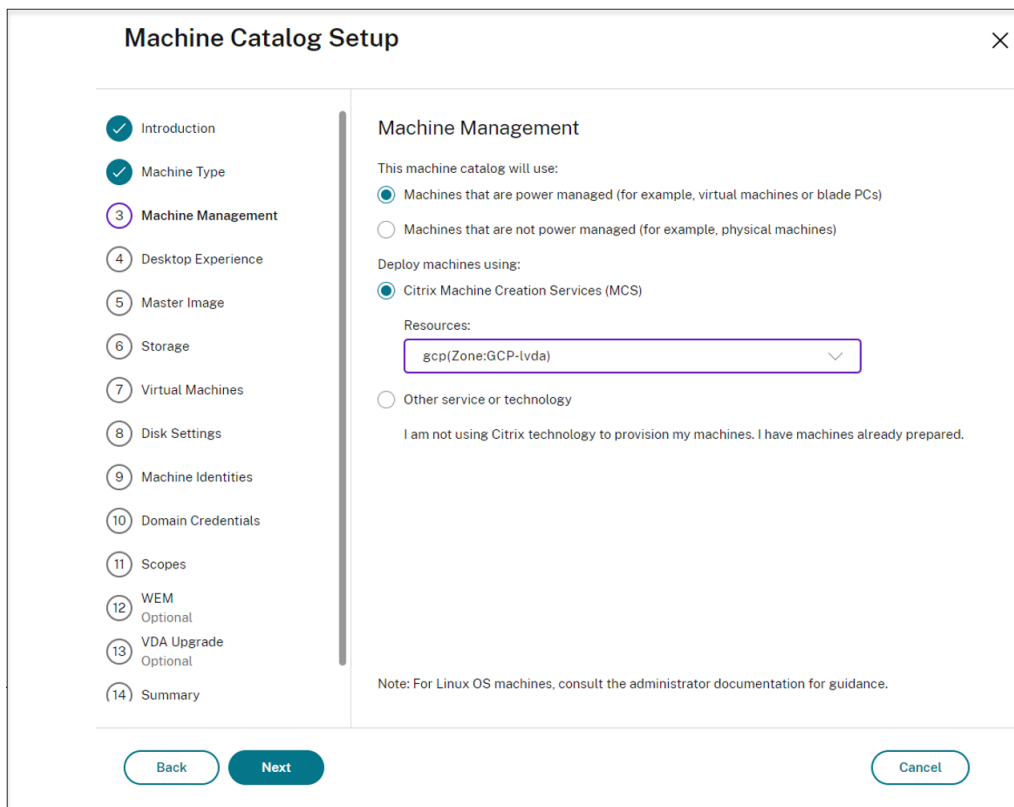 Machine Catalog Setup
Introduction
Machine Type
3 Machine Management
4 Desktop Experience
5 Master Image
6 Storage
7 Virtual Machines
8 Disk Settings
9 Machine Identities
10 Domain Credentials
11 Scopes
12 WEM
Optional
13 VDA Upgrade
Optional
14 Summary
Machine Management
This machine catalog will use:
Machines that are power managed (for example, virtual machines or blade PCs)
Machines that are not power managed (for example, physical machines)
Deploy machines using:
Citrix Machine Creation Services (MCS)
Resources:
gcp(Zone:GCP-lvda)
Other service or technology
I am not using Citrix technology to provision my machines. I have machines already prepared.
Note: For Linux OS machines, consult the administrator documentation for guidance.
Back
Next
Cancel